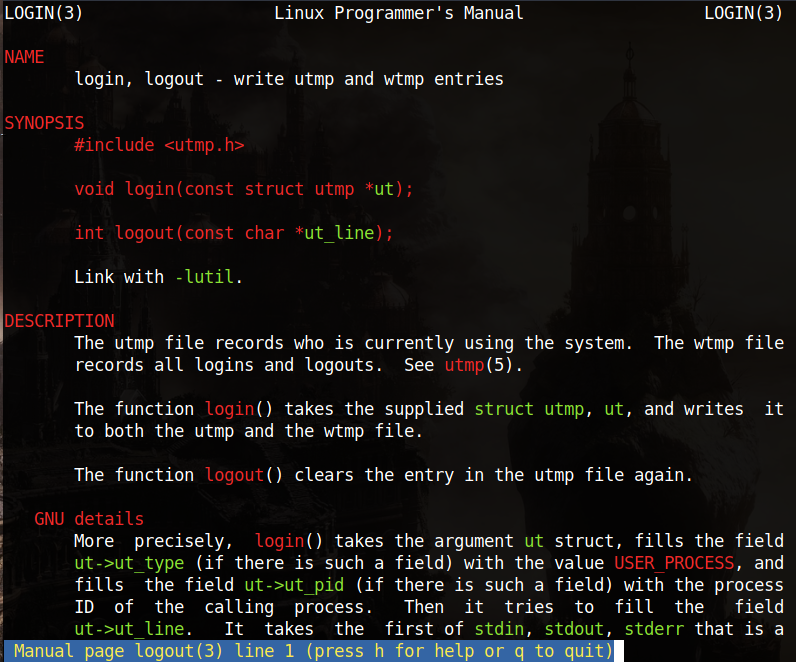 LOGIN(3) Linux Programmer's Manual LOGIN(3)
NAME
login, logout - write utmp and wtmp entries
SYNOPSIS
#include <utmp.h>
void login(const struct utmp *ut);
int logout(const char *ut_line);
Link with -lutil.
DESCRIPTION
The utmp file records who is currently using the system. The wtmp file
records all logins and logouts. See utmp(5).
The function login() takes the supplied struct utmp, ut, and writes it
to both the utmp and the wtmp file.
The function logout() clears the entry in the utmp file again.
GNU details
More precisely, login() takes the argument ut struct, fills the field
ut->ut_type (if there is such a field) with the value USER_PROCESS, and
fills the field ut->ut_pid (if there is such a field) with the process
ID of the calling process. Then it tries to fill the field
ut->ut_line. It takes the first of stdin, stdout, stderr that is a
Manual page logout(3) line 1 (press h for help or q to quit)